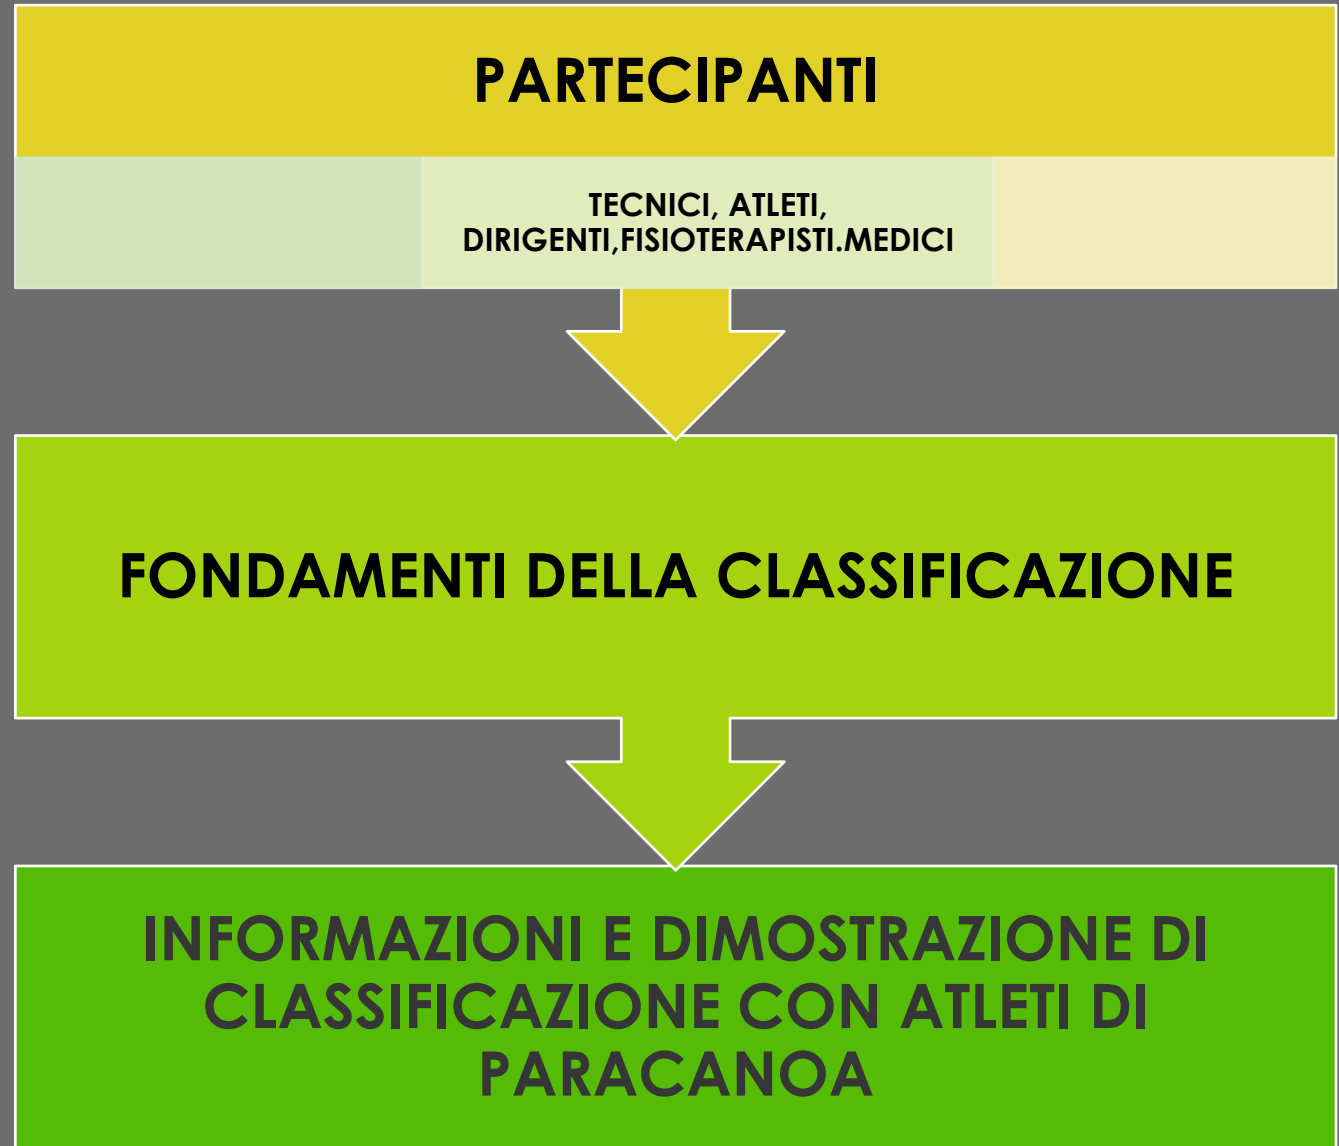 PARTECIPANTI
TECNICI, ATLETI,
DIRIGENTI,FISIOTERAPISTI.MEDICI
FONDAMENTI DELLA CLASSIFICAZIONE
INFORMAZIONI E DIMOSTRAZIONE DI
CLASSIFICAZIONE CON ATLETI DI
PARACANOA